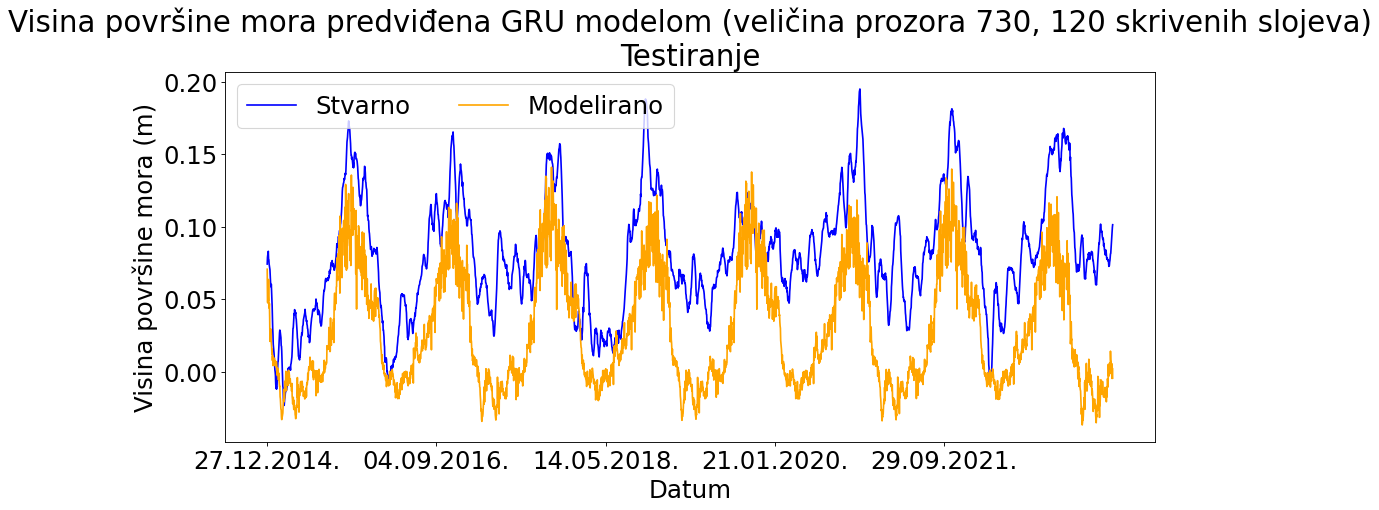 Visina površine mora predviđena GRU modelom (veličina prozora 730, 120 skrivenih slojeva)
Testiranje
Stvarno
Modelirano
Visina površine mora (m)
0.20
0.15
0.10
0.05
0.00
27.12.2014.
04.09.2016.
14.05.2018.
21.01.2020.
29.09.2021.
Datum